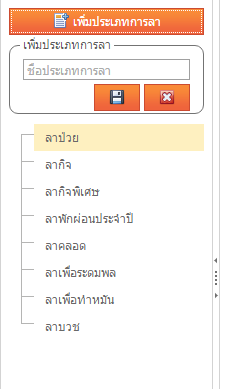 เพิ่มประเภทการลา
เพิ่มประเภทการลา
ชื่อประเภทการลา
ลาป่วย
ลากิจ
ลากิจพิเศษ
ลาพักผ่อนประจำปี
ลาคลอด
ลาเพื่อระดมพล
ลาเพื่อทำหมัน
ลาบวช